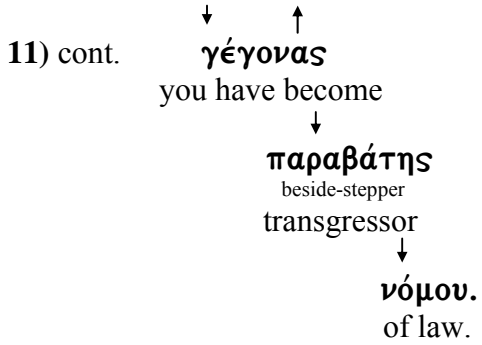 11) cont. γέγονας
you have become
παραβάτης
beside-stepper
transgressor
νόμου.
of law.